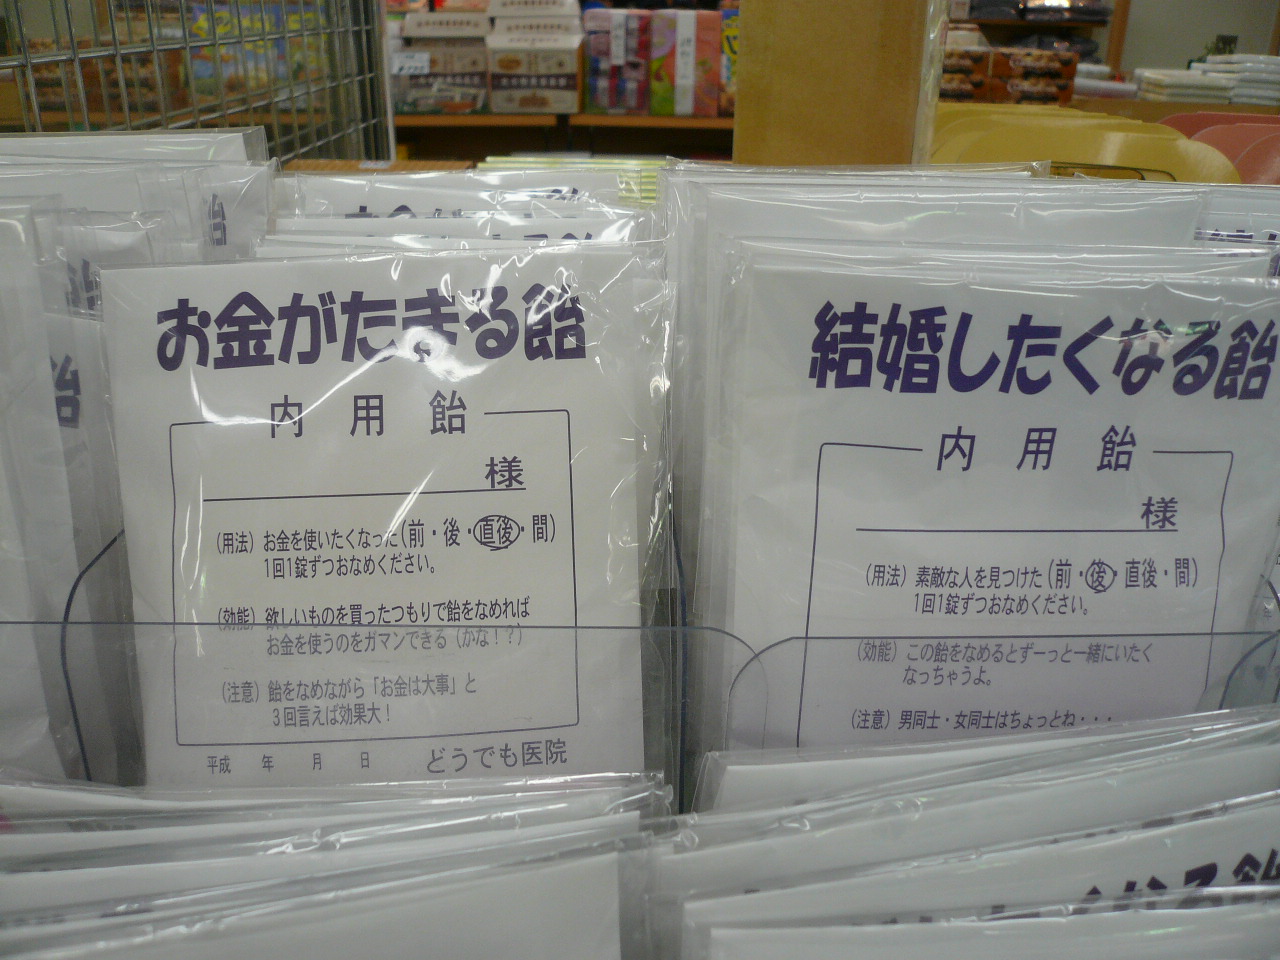 お金がたまる飴
内用飴
様
(用法) お金を使いたくなった(前・後・直後・間)
1回1錠ずつおなめください。
(効能) 欲しいものを買ったつもりで飴をなめれば
お金を使うのをガマンできる(かな!?)
(注意) 飴をなめながら「お金は大事」と
3回言えば効果大!
平成 年 月 日 どうでも医院
結婚したくなる飴
内用飴
様
(用法) 素敵な人を見つけた(前・後・直後・間)
1回1錠ずつおなめください。
(効能) この飴をなめるとずーっと一緒にいたく
なっちゃうよ。
(注意) 男同士・女同士はちょっとね・・・